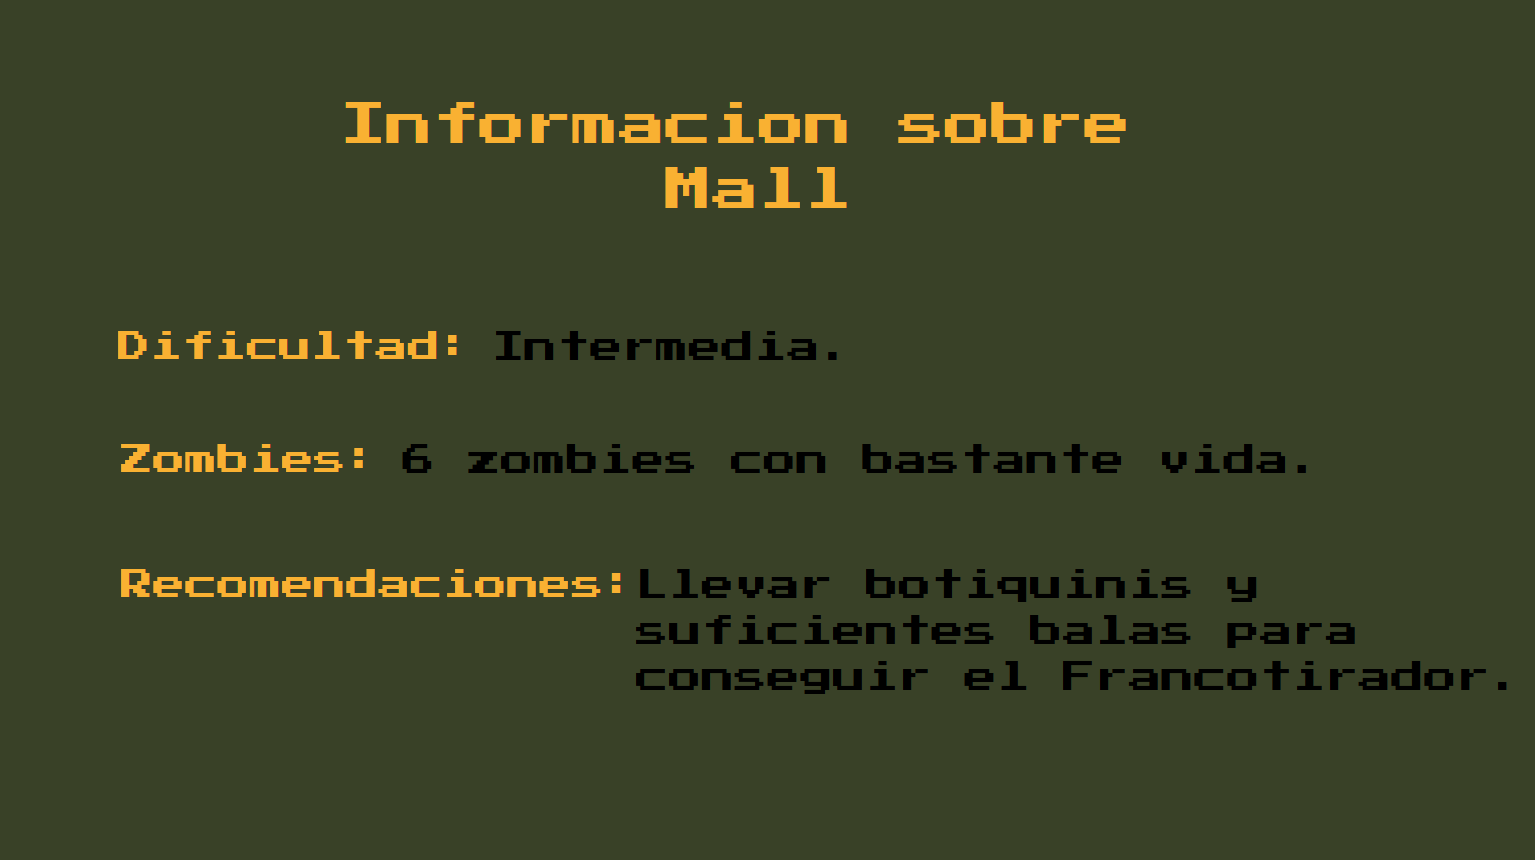 Informacion sobre
Mall
Dificultad: Intermedia.
Zombies: 6 zombies con bastante vida.
Recomendaciones: Llevar botiquinis y
suficientes balas para
conseguir el Francotirador.